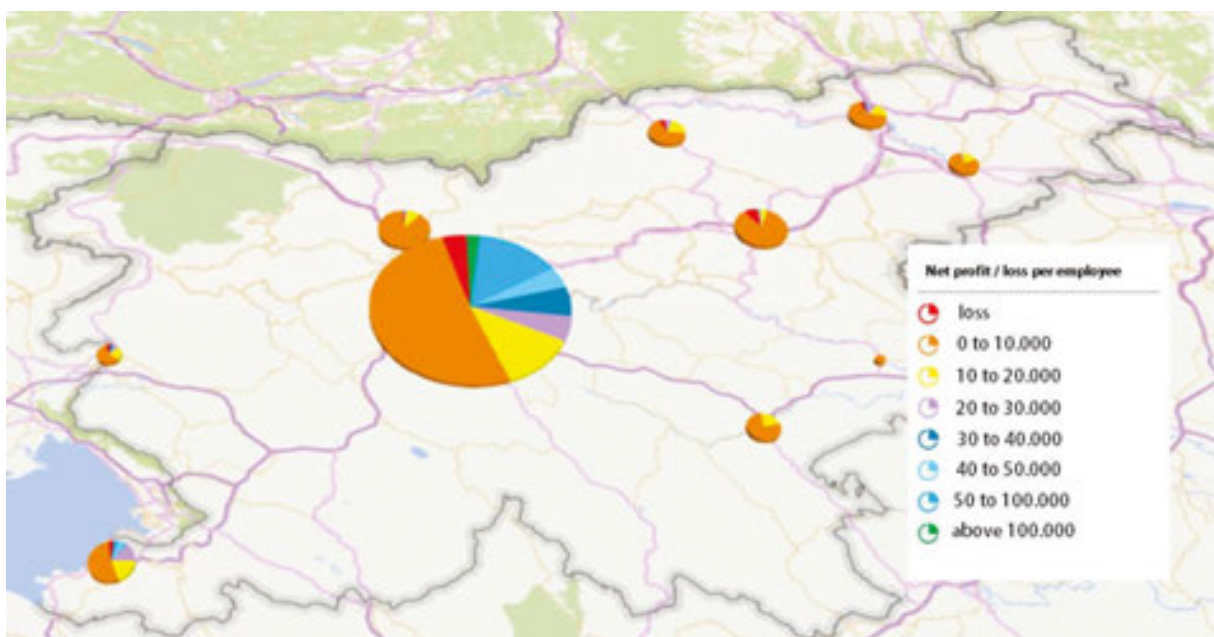 Net profit / loss per employee
loss
0 to 10.000
10 to 20.000
20 to 30.000
30 to 40.000
40 to 50.000
50 to 100.000
above 100.000